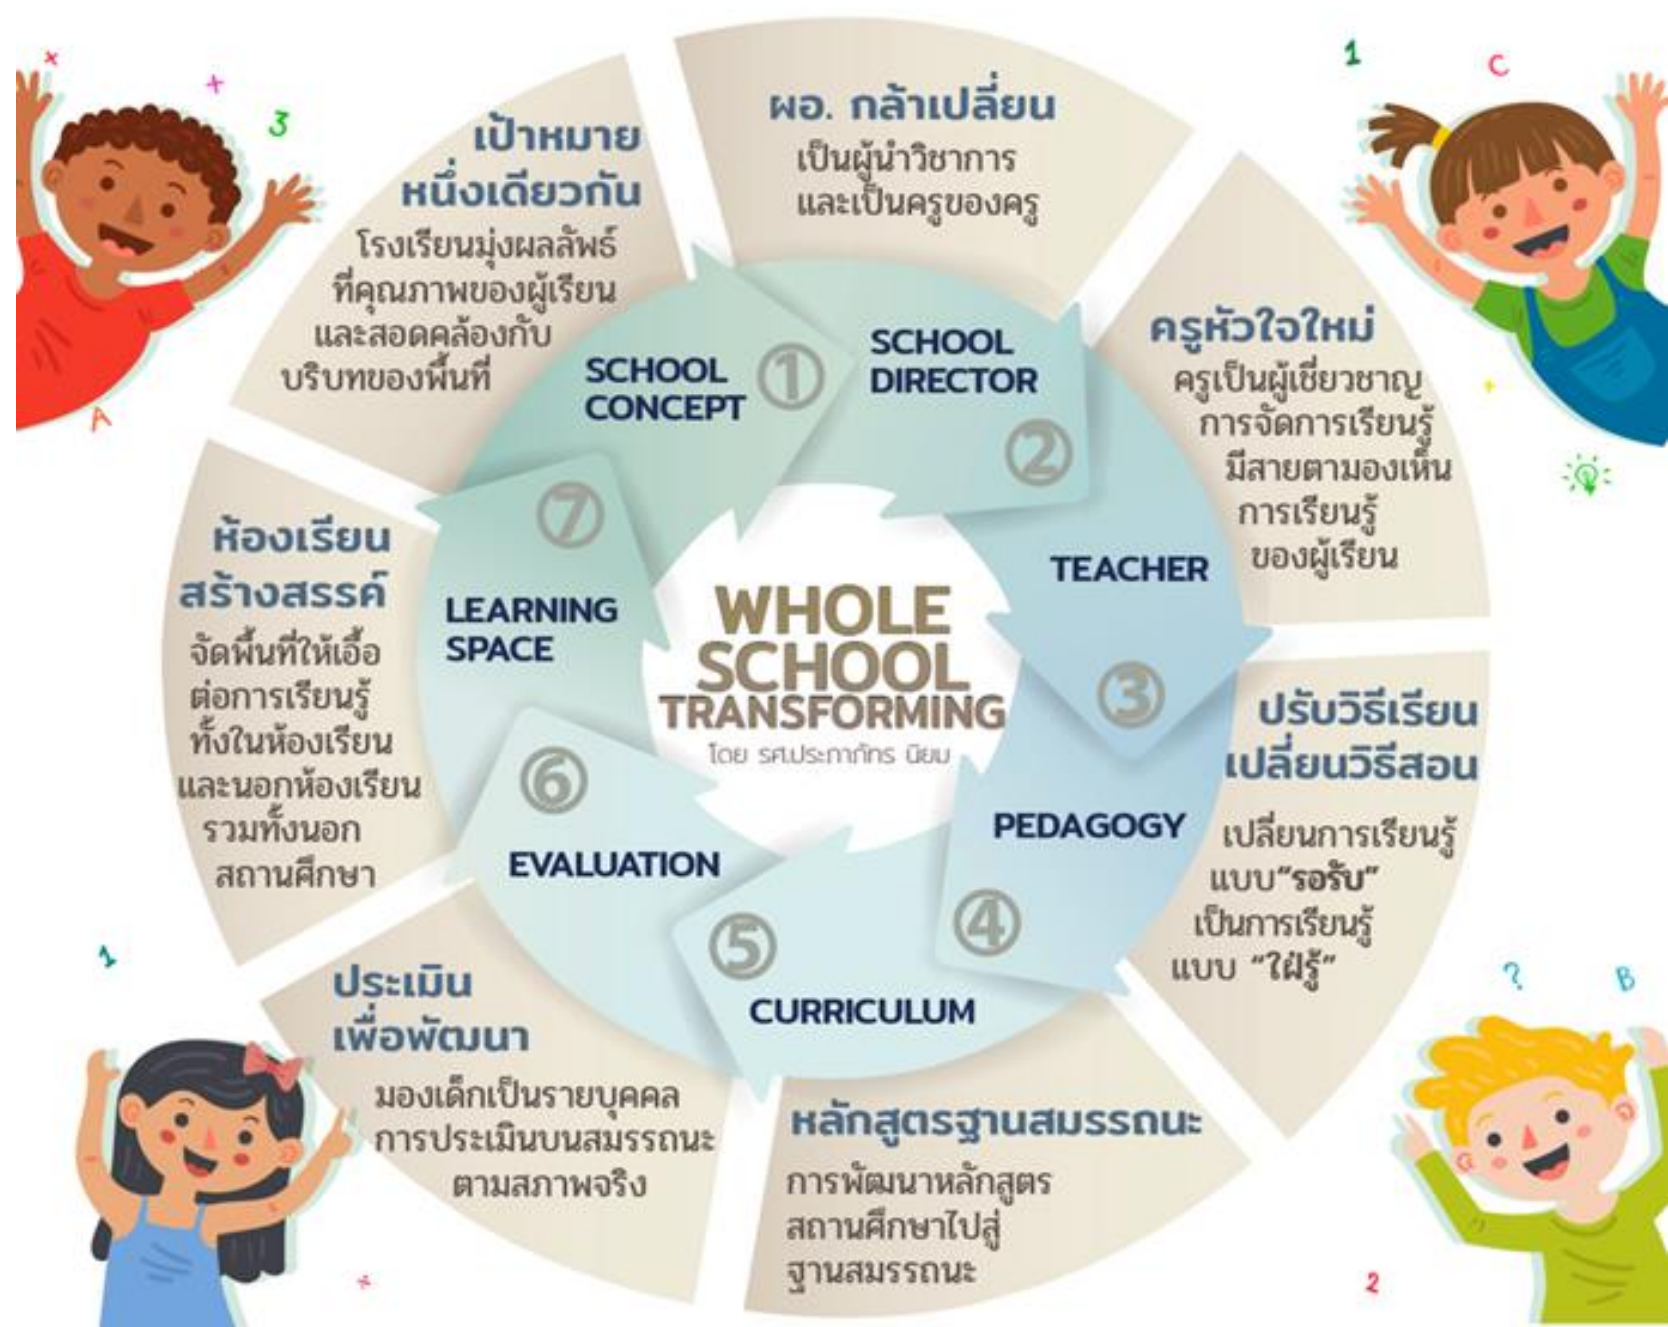 WHOLE
SCHOOL
TRANSFORMING
โดย รศ.ประภาภัทร นิยม
SCHOOL
CONCEPT
①
เป้าหมาย
หนึ่งเดียวกัน
โรงเรียนมุ่งผลลัพธ์
ที่คุณภาพของผู้เรียน
และสอดคล้องกับ
บริบทของพื้นที่
SCHOOL
DIRECTOR
②
ผอ. กล้าเปลี่ยน
เป็นผู้นำวิชาการ
และเป็นครูของครู
TEACHER
③
ครูหัวใจใหม่
ครูเป็นผู้เชี่ยวชาญ
การจัดการเรียนรู้
มีสายตามองเห็น
การเรียนรู้
ของผู้เรียน
PEDAGOGY
④
ปรับวิธีเรียน
เปลี่ยนวิธีสอน
เปลี่ยนการเรียนรู้
แบบ"รอรับ"
เป็นการเรียนรู้
แบบ "ใฝ่รู้"
CURRICULUM
⑤
หลักสูตรฐานสมรรถนะ
การพัฒนาหลักสูตร
สถานศึกษาไปสู่
ฐานสมรรถนะ
EVALUATION
⑥
ประเมิน
เพื่อพัฒนา
มองเด็กเป็นรายบุคคล
การประเมินบนสมรรถนะ
ตามสภาพจริง
LEARNING
SPACE
⑦
ห้องเรียน
สร้างสรรค์
จัดพื้นที่ให้เอื้อ
ต่อการเรียนรู้
ทั้งในห้องเรียน
และนอกห้องเรียน
รวมทั้งนอก
สถานศึกษา
×
+
3
A
1
C
+
1
×
?
B
2